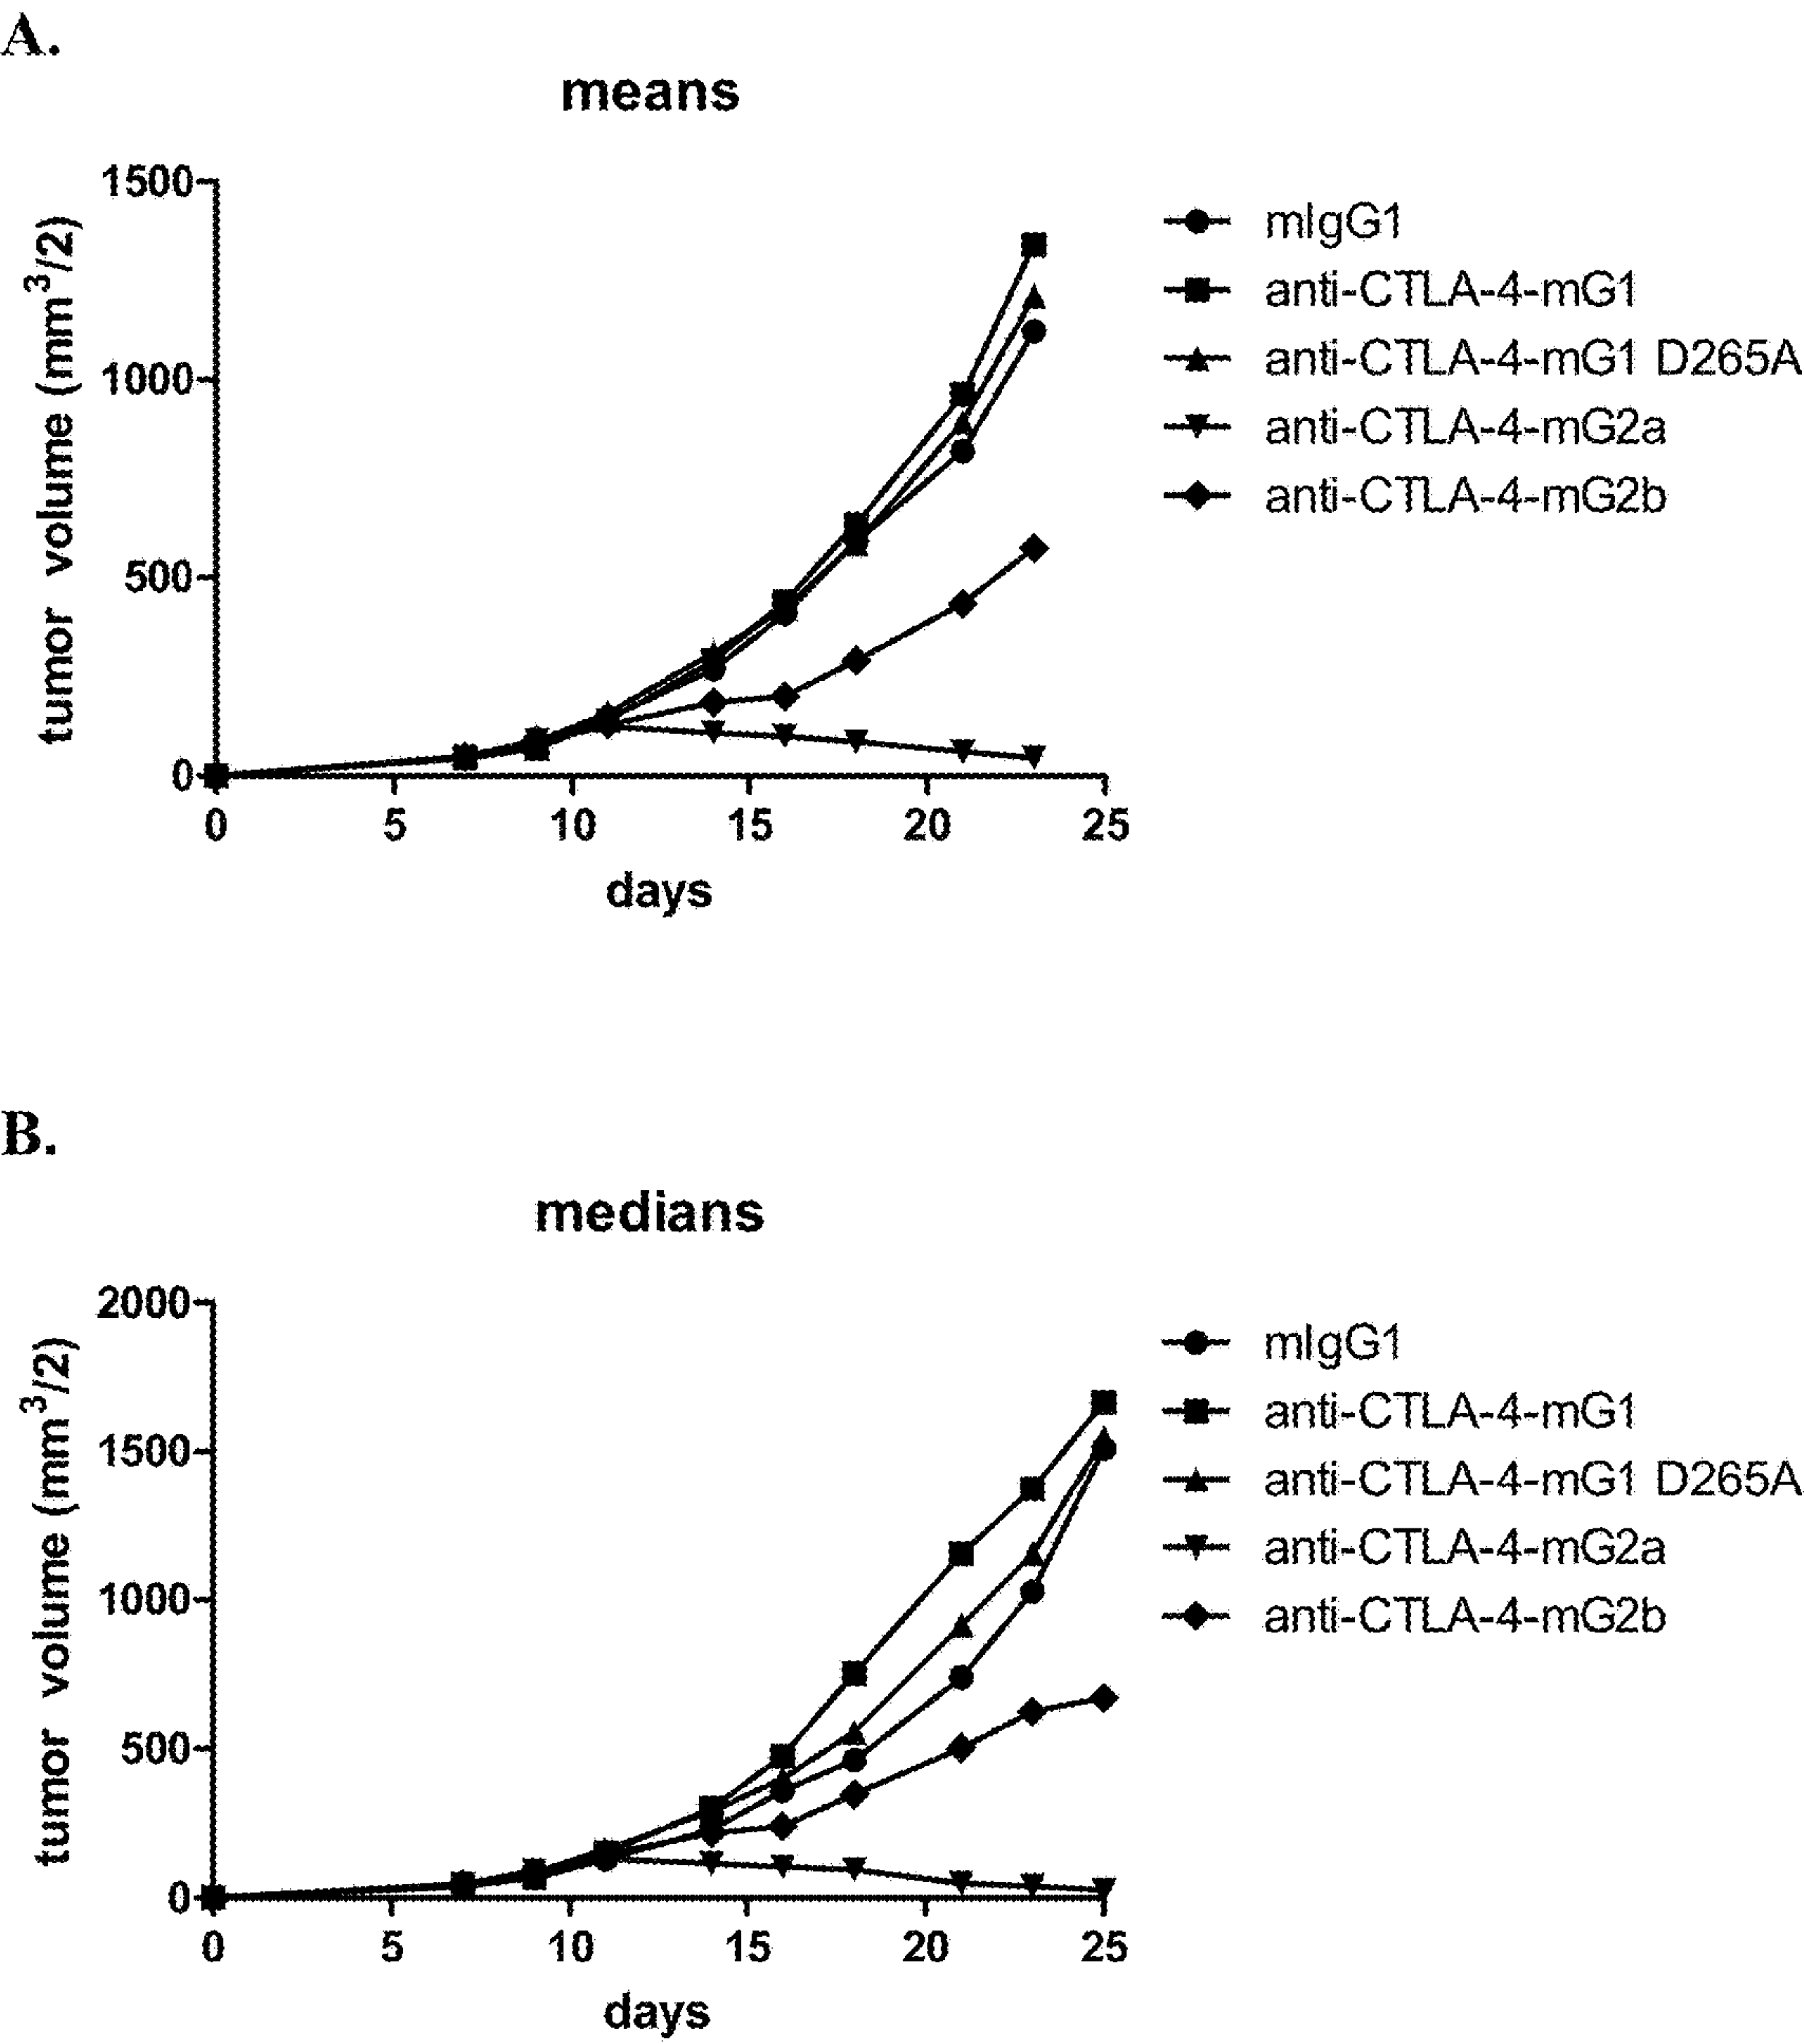 A.
means
1500
1000
500
0
0 5 10 15 20 25
tumor volume (mm³/2)
days
mIgG1
anti-CTLA-4-mG1
anti-CTLA-4-mG1 D265A
anti-CTLA-4-mG2a
anti-CTLA-4-mG2b
B.
medians
2000
1500
1000
500
0
0 5 10 15 20 25
tumor volume (mm³/2)
days
mIgG1
anti-CTLA-4-mG1
anti-CTLA-4-mG1 D265A
anti-CTLA-4-mG2a
anti-CTLA-4-mG2b